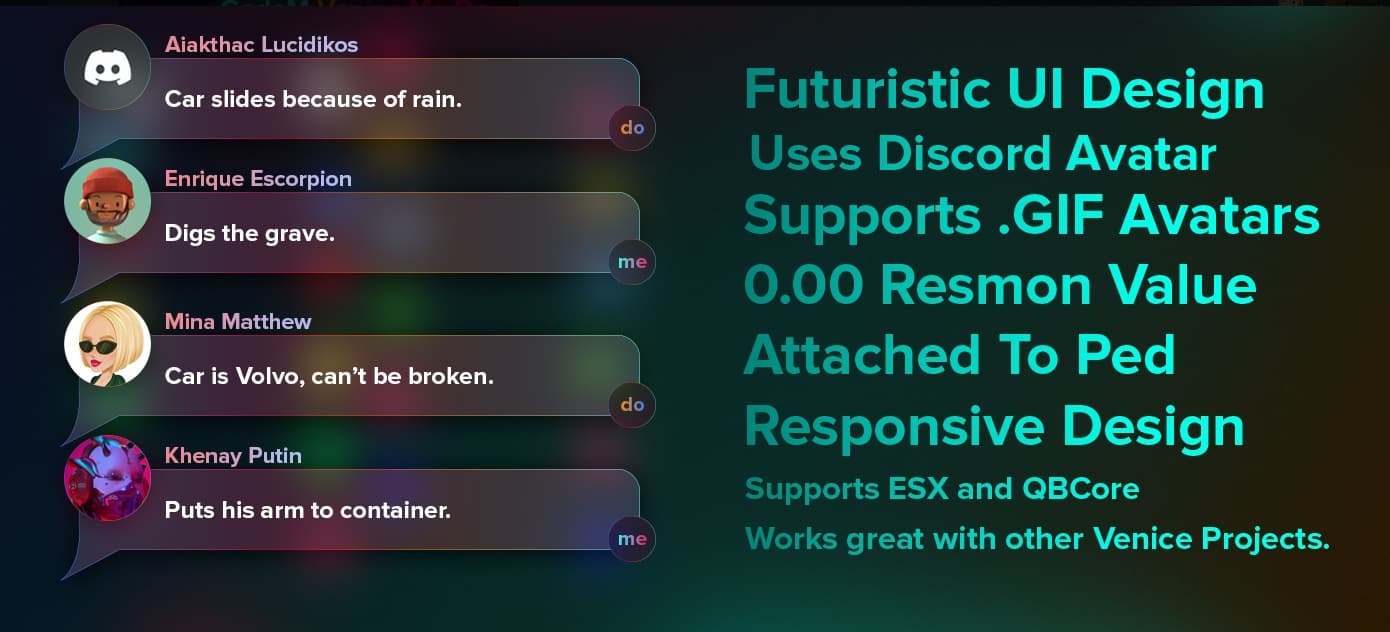 Aiakthac Lucidikos
Car slides because of rain.
do
Enrique Escorpion
Digs the grave.
me
Mina Matthew
Car is Volvo, can’t be broken.
do
Khenay Putin
Puts his arm to container.
me
Futuristic UI Design
Uses Discord Avatar
Supports .GIF Avatars
0.00 Resmon Value
Attached To Ped
Responsive Design
Supports ESX and QBCore
Works great with other Venice Projects.